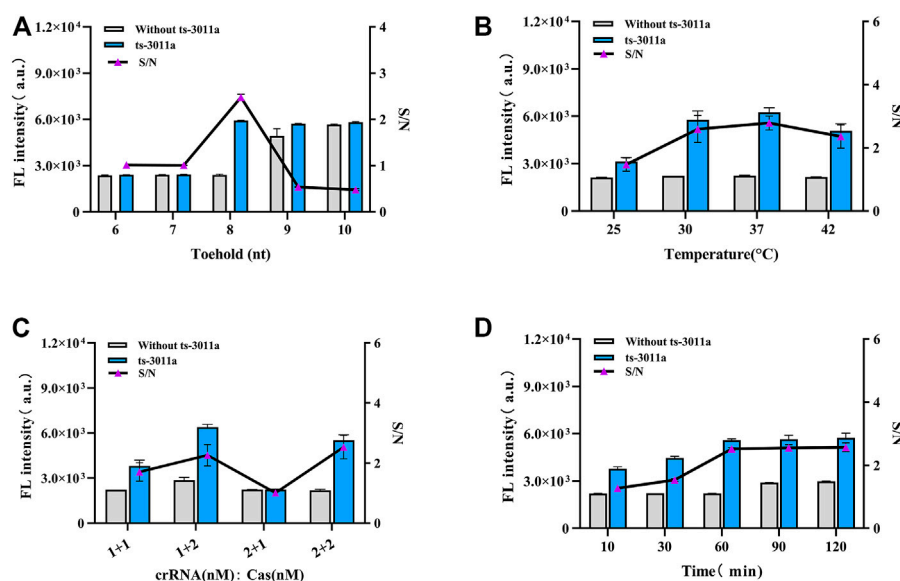 A
1.2×10⁴
9.0×10³
6.0×10³
3.0×10³
0
FL intensity( a.u.)
Without ts-3011a
ts-3011a
S/N
4
3
2
1
0
S/N
6 7 8 9 10
Toehold (nt)
B
1.2×10⁴
9.0×10³
6.0×10³
3.0×10³
0
FL intensity( a.u.)
Without ts-3011a
ts-3011a
S/N
6
4
2
0
S/N
25 30 37 42
Temperature(°C)
C
1.2×10⁴
9.0×10³
6.0×10³
3.0×10³
0
FL intensity( a.u.)
Without ts-3011a
ts-3011a
S/N
6
4
2
0
S/N
1+1 1+2 2+1 2+2
crRNA(nM): Cas(nM)
D
1.2×10⁴
9.0×10³
6.0×10³
3.0×10³
0
FL intensity( a.u.)
Without ts-3011a
ts-3011a
S/N
6
4
2
0
S/N
10 30 60 90 120
Time( min)